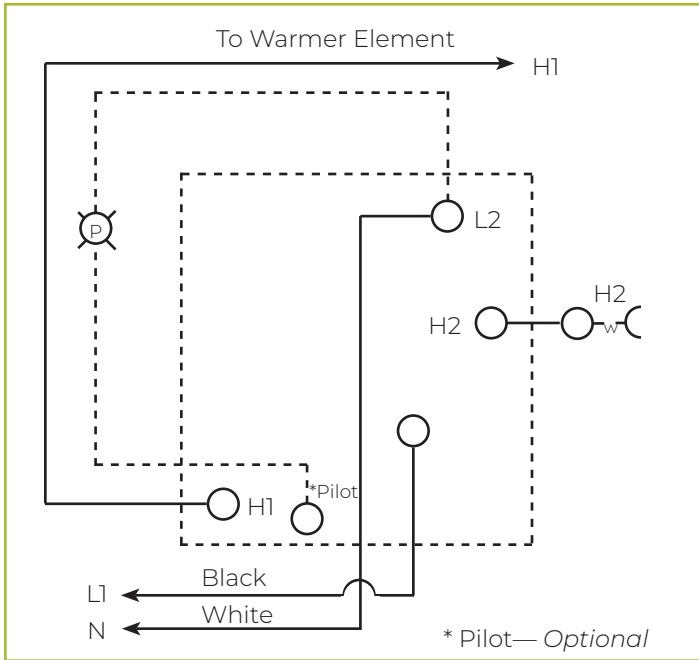 To Warmer Element
H1
P
L2
H2
H2
W
*Pilot
H1
Black
L1
White
N
* Pilot— Optional